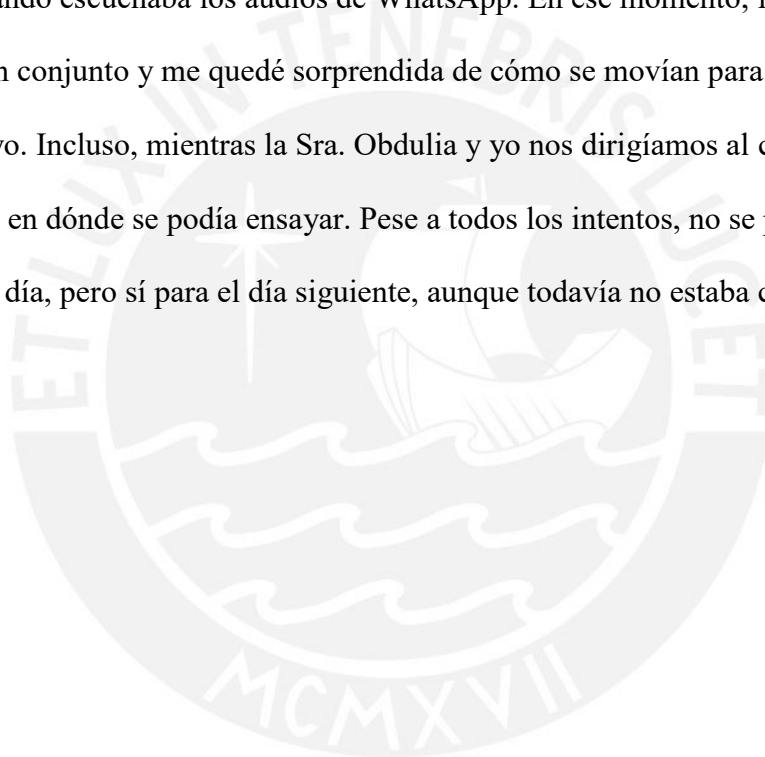 ando escuchaba los audios de WhatsApp. En ese momento,
n conjunto y me quedé sorprendida de cómo se movían para
vo. Incluso, mientras la Sra. Obdulia y yo nos dirigíamos al
en dónde se podía ensayar. Pese a todos los intentos, no se
día, pero sí para el día siguiente, aunque todavía no estaba
ET LUX IN TENEBRIS LUCET
MCMXVII